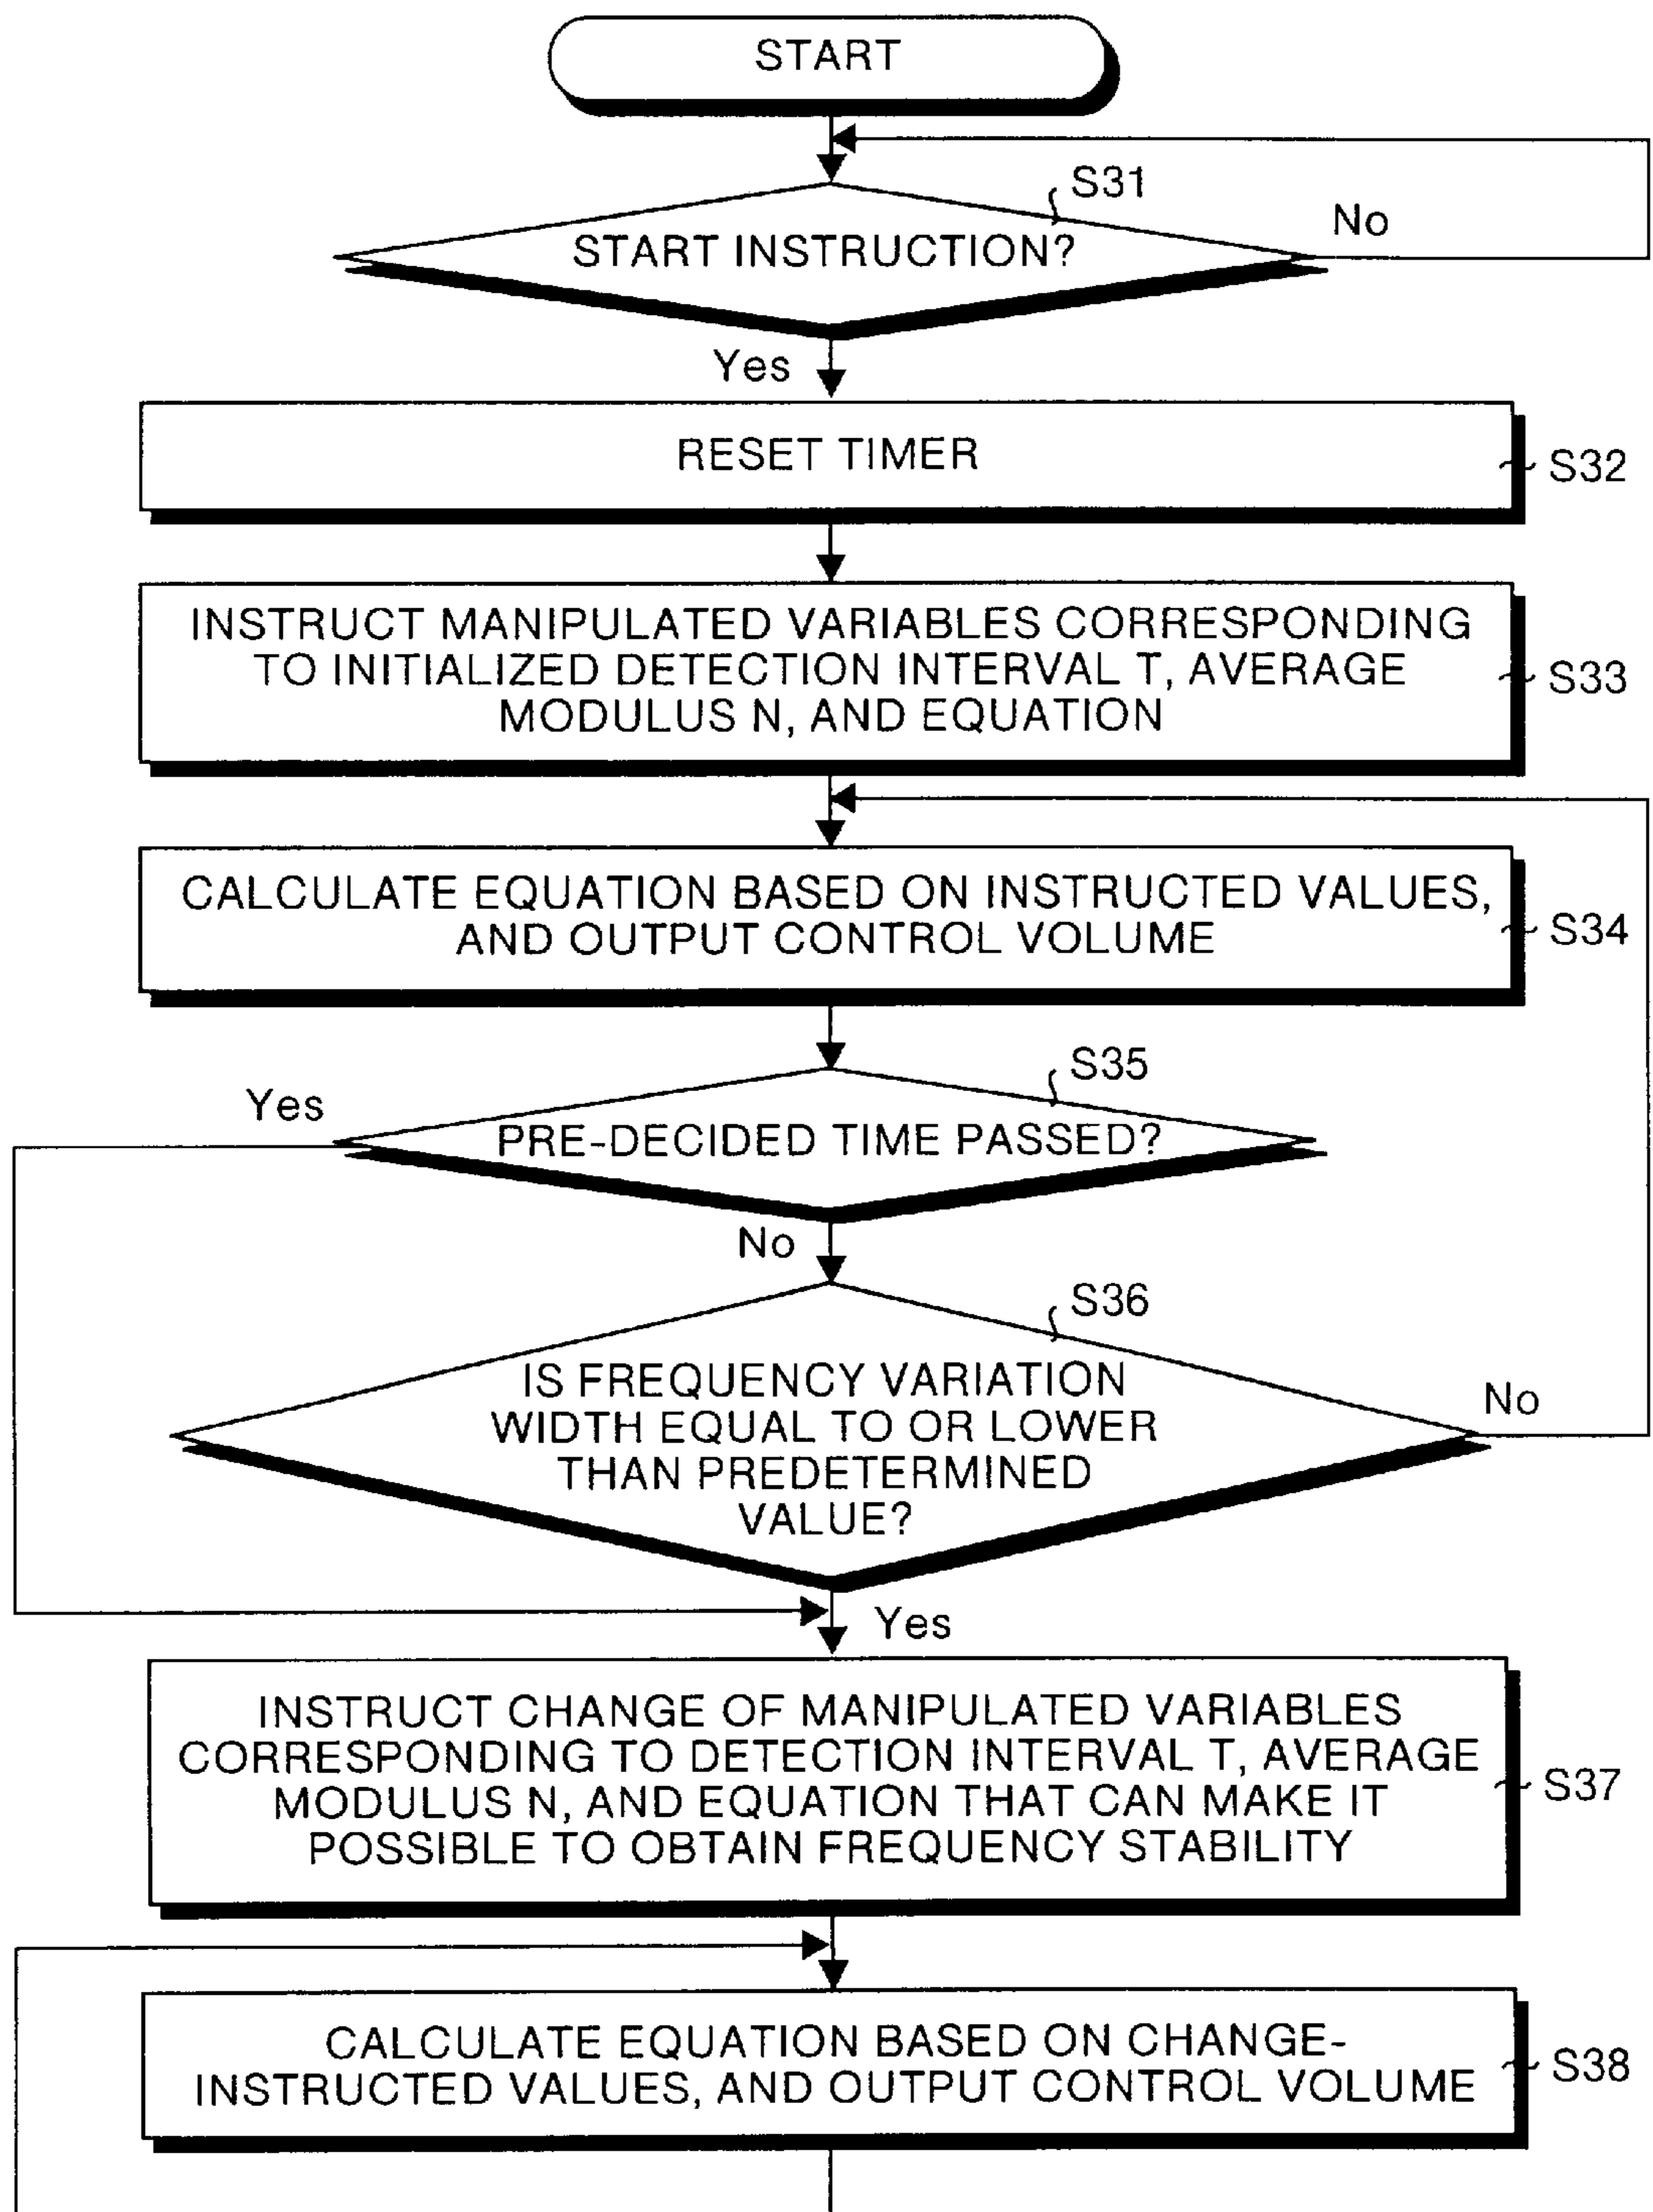 START
S31
START INSTRUCTION?
No
Yes
RESET TIMER
S32
INSTRUCT MANIPULATED VARIABLES CORRESPONDING
TO INITIALIZED DETECTION INTERVAL T, AVERAGE
MODULUS N, AND EQUATION
S33
CALCULATE EQUATION BASED ON INSTRUCTED VALUES,
AND OUTPUT CONTROL VOLUME
S34
S35
Yes
PRE-DECIDED TIME PASSED?
No
S36
IS FREQUENCY VARIATION
WIDTH EQUAL TO OR LOWER
THAN PREDETERMINED
VALUE?
No
Yes
INSTRUCT CHANGE OF MANIPULATED VARIABLES
CORRESPONDING TO DETECTION INTERVAL T, AVERAGE
MODULUS N, AND EQUATION THAT CAN MAKE IT
POSSIBLE TO OBTAIN FREQUENCY STABILITY
S37
CALCULATE EQUATION BASED ON CHANGE-
INSTRUCTED VALUES, AND OUTPUT CONTROL VOLUME
S38